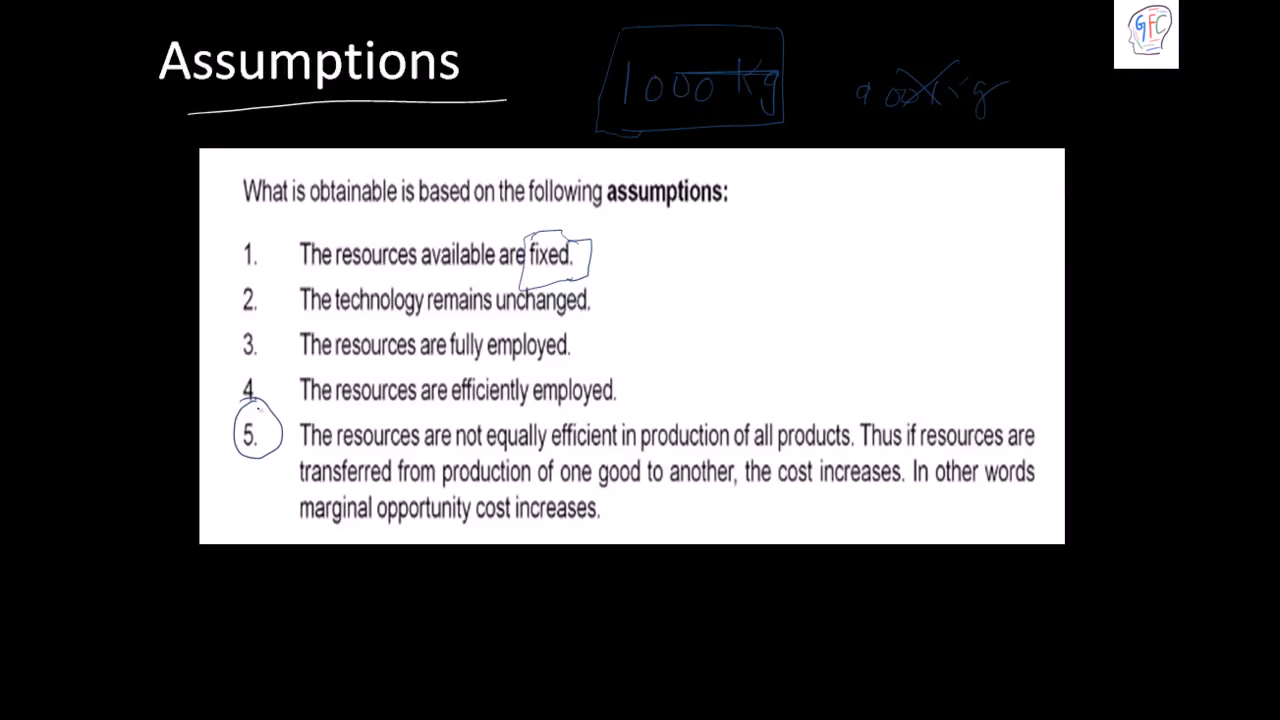 Assumptions
1000 Kg
GFC
What is obtainable is based on the following assumptions:
1. The resources available are fixed.
2. The technology remains unchanged.
3. The resources are fully employed.
4. The resources are efficiently employed.
5. The resources are not equally efficient in production of all products. Thus if resources are
transferred from production of one good to another, the cost increases. In other words
marginal opportunity cost increases.